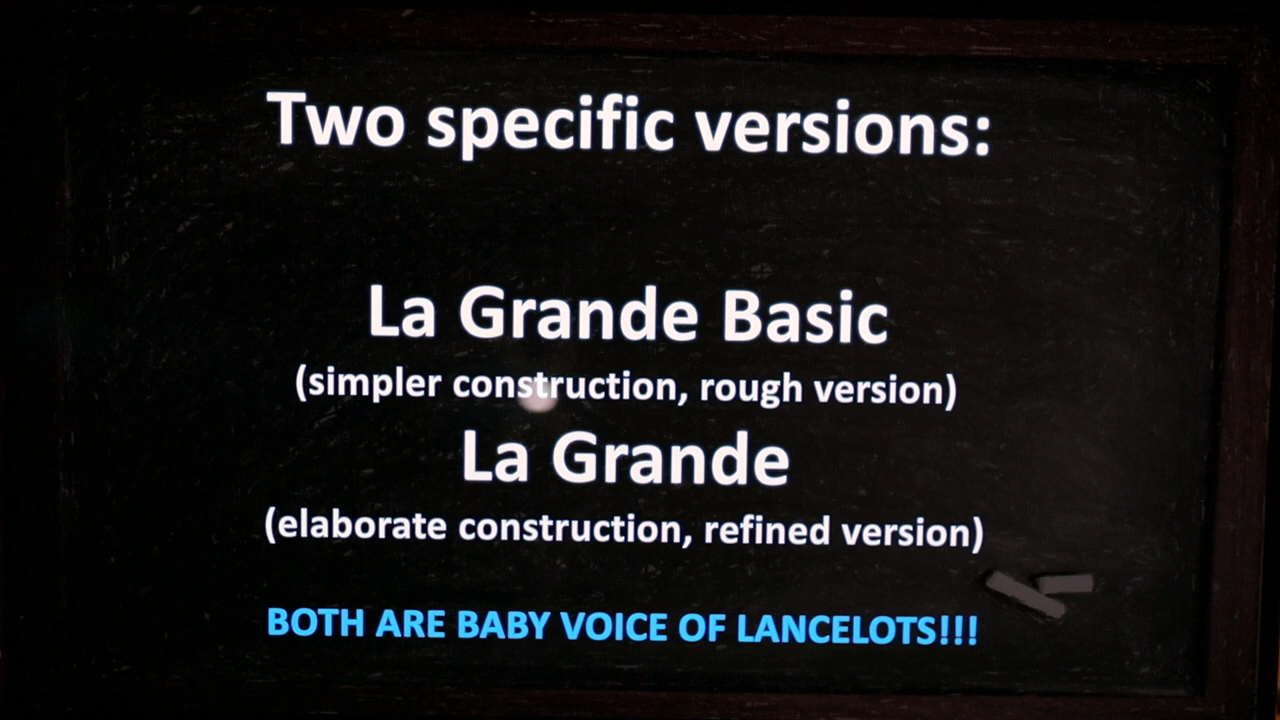 Two specific versions:
La Grande Basic
(simpler construction, rough version)
La Grande
(elaborate construction, refined version)
BOTH ARE BABY VOICE OF LANCELOTS!!!